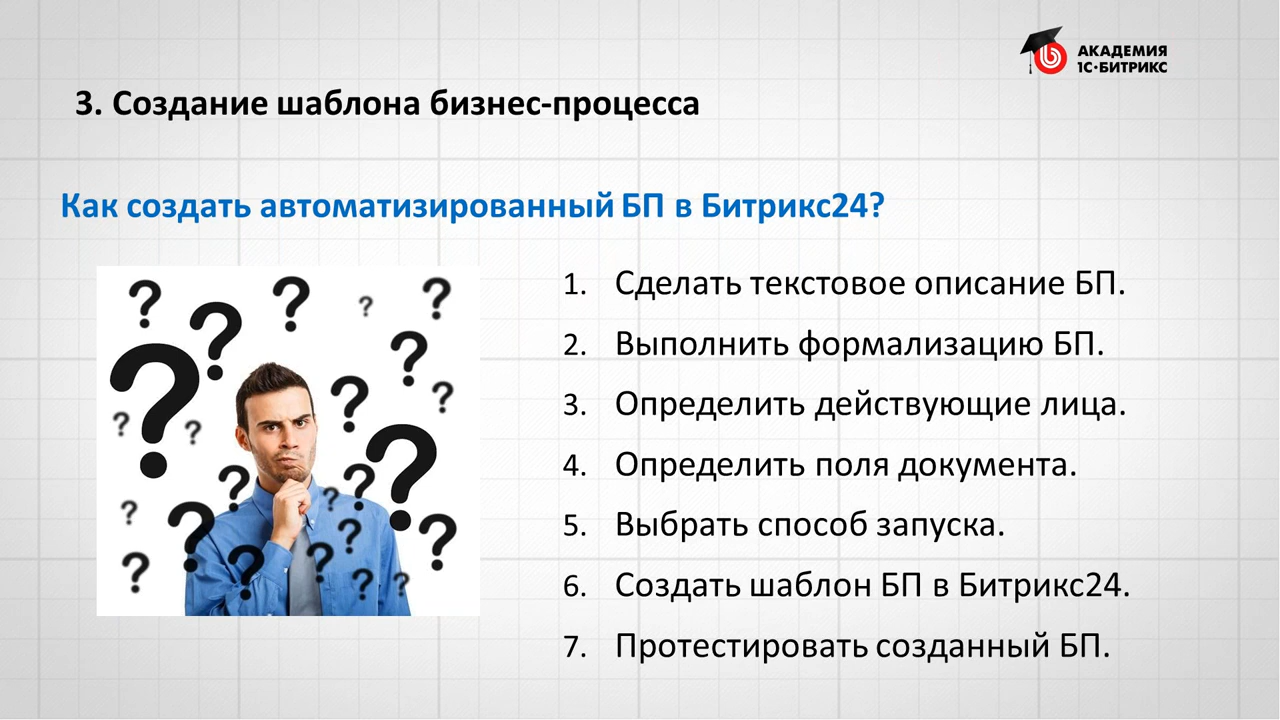 АКАДЕМИЯ
1С·БИТРИКС
3. Создание шаблона бизнес-процесса
Как создать автоматизированный БП в Битрикс24?
1. Сделать текстовое описание БП.
2. Выполнить формализацию БП.
3. Определить действующие лица.
4. Определить поля документа.
5. Выбрать способ запуска.
6. Создать шаблон БП в Битрикс24.
7. Протестировать созданный БП.